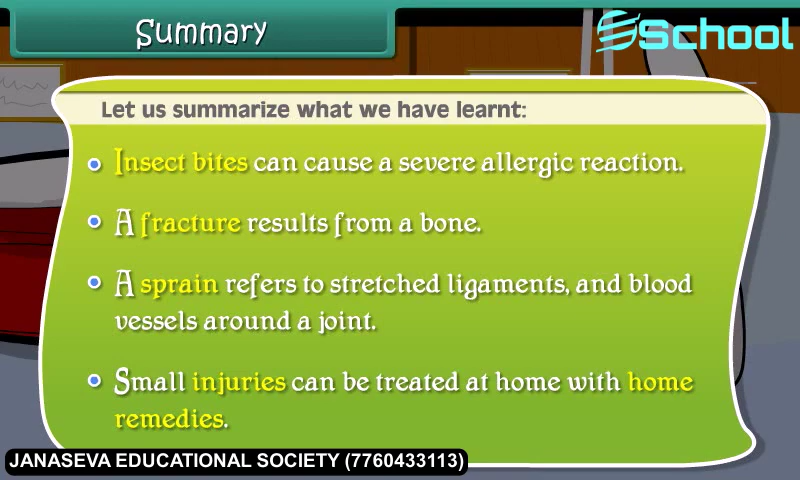 Summary
School
Let us summarize what we have learnt:
Insect bites can cause a severe allergic reaction.
A fracture results from a bone.
A sprain refers to stretched ligaments, and blood
vessels around a joint.
Small injuries can be treated at home with home
remedies.
JANASEVA EDUCATIONAL SOCIETY (7760433113)